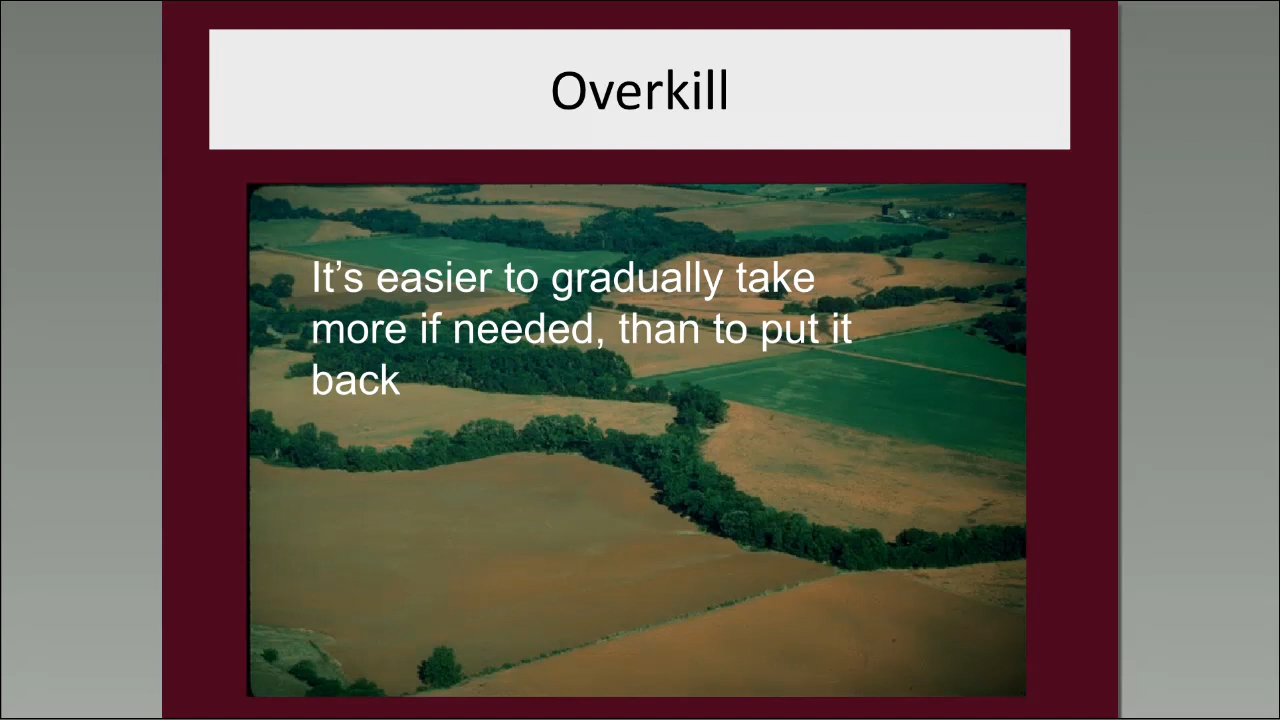 Overkill
It’s easier to gradually take
more if needed, than to put it
back